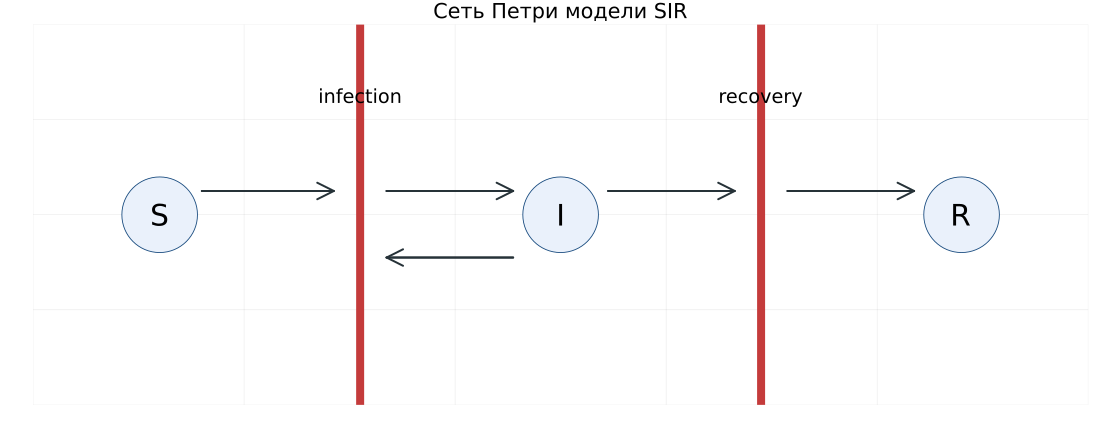 Сеть Петри модели SIR
infection
recovery
S
I
R